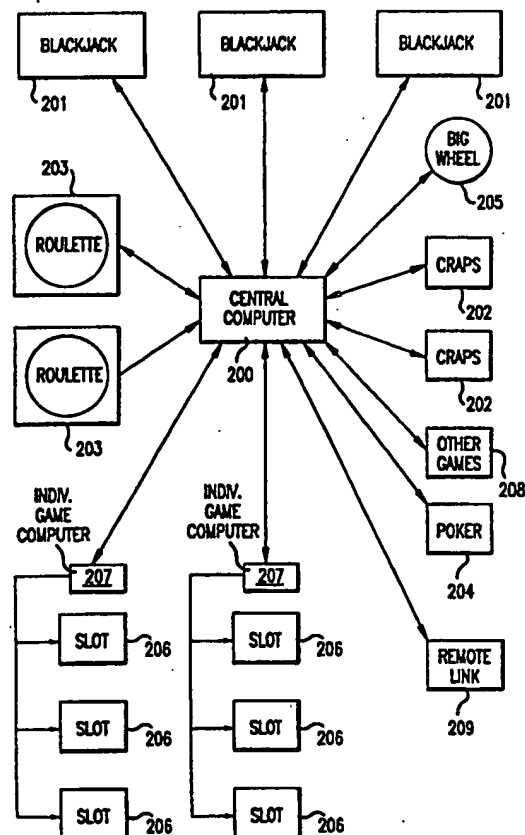 BLACKJACK
BLACKJACK
BLACKJACK
201
201
201
203
ROULETTE
BIG
WHEEL
205
CENTRAL
COMPUTER
200
CRAPS
202
ROULETTE
203
CRAPS
202
OTHER
GAMES
208
INDIV.
GAME
COMPUTER
207
INDIV.
GAME
COMPUTER
207
POKER
204
SLOT
206
SLOT
206
REMOTE
LINK
209
SLOT
206
SLOT
206
SLOT
206
SLOT
206